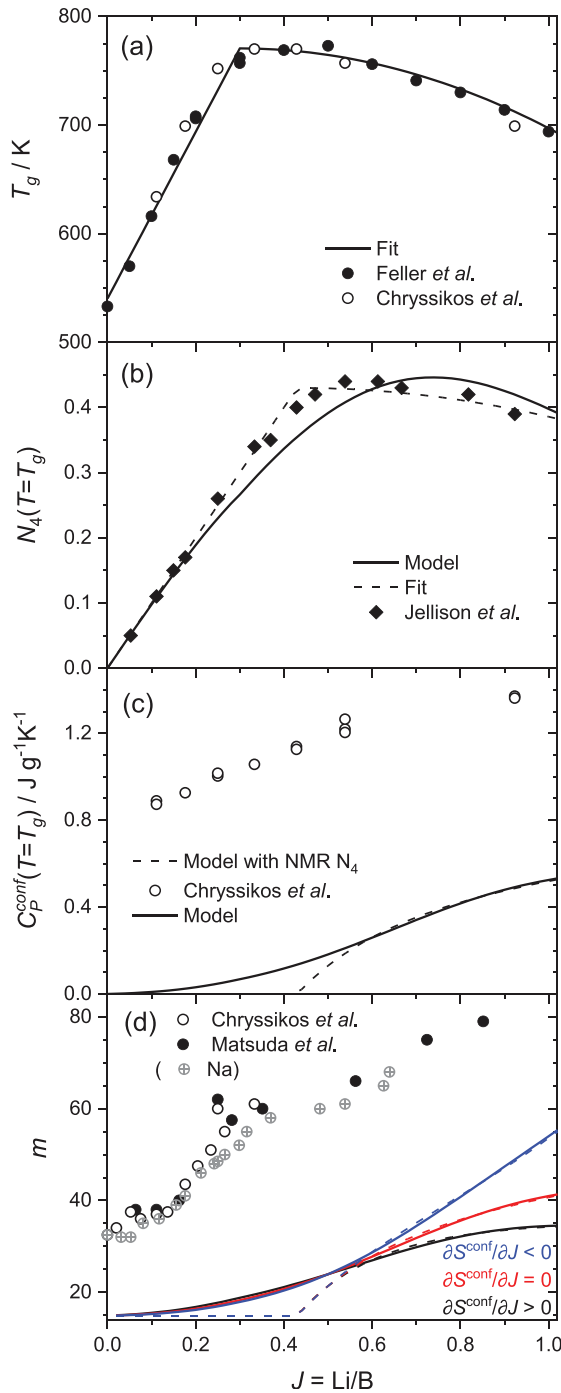 (a)
800
700
600
500
T_g / K
Fit
Feller et al.
Chryssikos et al.
(b)
0.4
0.3
0.2
0.1
0.0
N_4(T=T_g)
Model
Fit
Jellison et al.
(c)
1.2
0.8
0.4
0.0
C_P^conf(T=T_g) / J g^-1K^-1
Model with NMR N_4
Chryssikos et al.
Model
(d)
80
60
40
20
m
Chryssikos et al.
Matsuda et al.
( Na)
∂S^conf/∂J < 0
∂S^conf/∂J = 0
∂S^conf/∂J > 0
0.0 0.2 0.4 0.6 0.8 1.0
J = Li/B